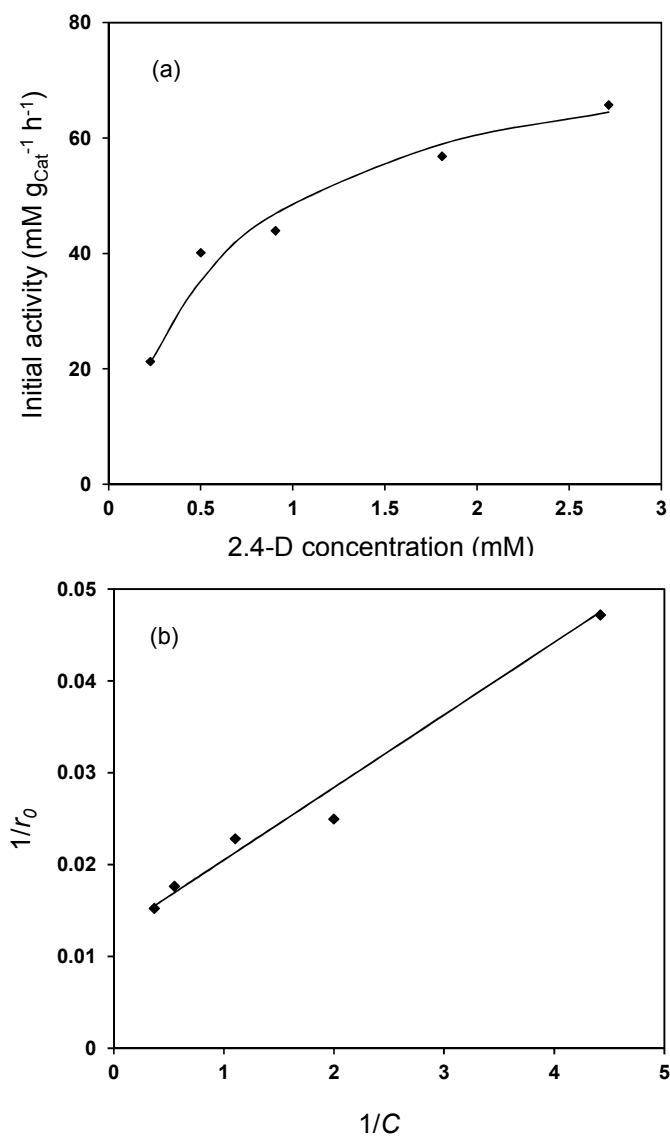 80
(a)
60
40
20
0
Initial activity (mM gCat-1 h-1)
0 0.5 1 1.5 2 2.5 3
2.4-D concentration (mM)
0.05
(b)
0.04
0.03
0.02
0.01
0
1/r0
0 1 2 3 4 5
1/C